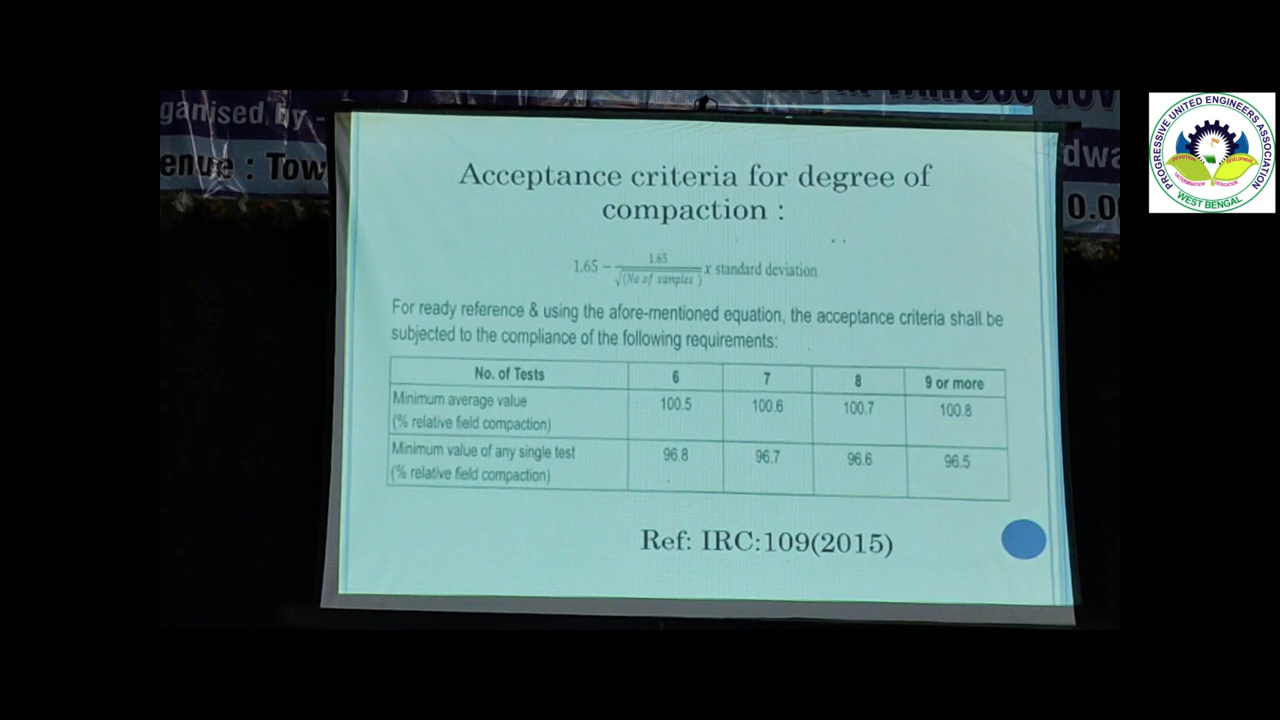 ganised by -
enue : Tow
dwa
0.0
Acceptance criteria for degree of
compaction :
1.65 − 1.65 / √(No.of samples) x standard deviation
For ready reference & using the afore-mentioned equation, the acceptance criteria shall be
subjected to the compliance of the following requirements:
No. of Tests 6 7 8 9 or more
Minimum average value
(% relative field compaction) 100.5 100.6 100.7 100.8
Minimum value of any single test
(% relative field compaction) 96.8 96.7 96.6 96.5
Ref: IRC:109(2015)
PROGRESSIVE UNITED ENGINEERS ASSOCIATION
DEVOTION
DEVELOPMENT
DETERMINATION
DEDICATION
WEST BENGAL